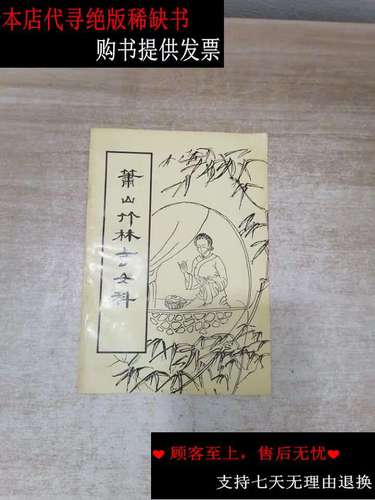 本店代寻绝版稀缺书
购书提供发票
萧山竹林寺女科
❤顾客至上，售后无忧❤
支持七天无理由退换